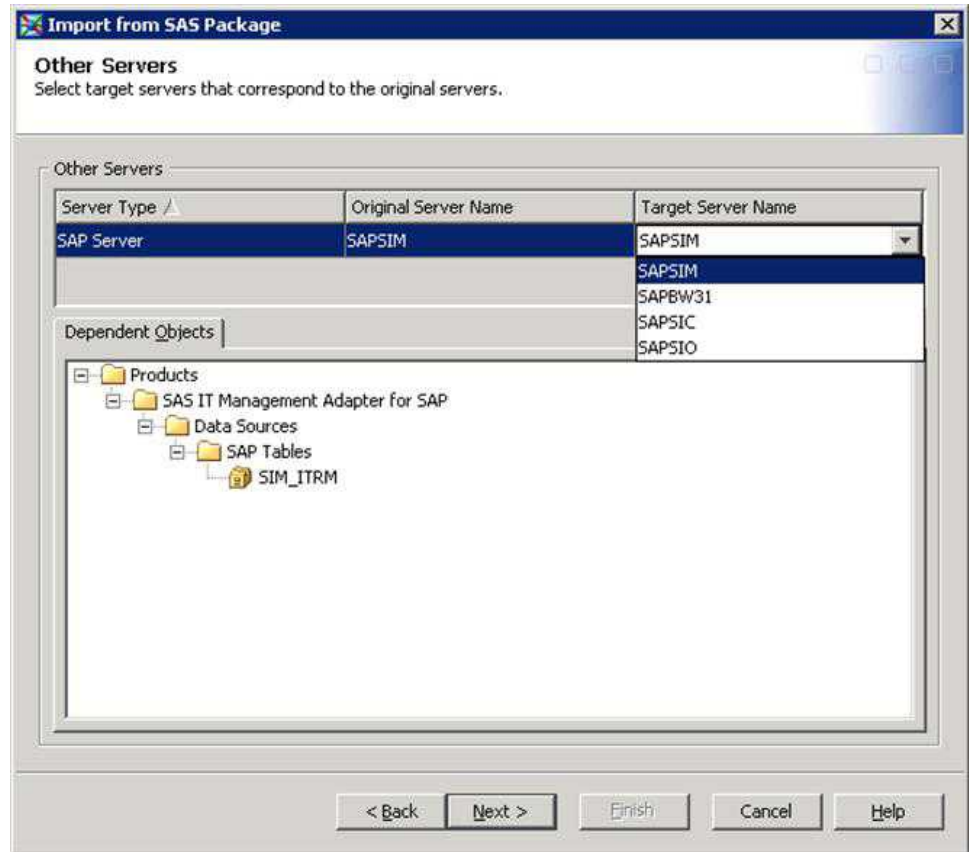 Import from SAS Package
Other Servers
Select target servers that correspond to the original servers.
Other Servers
Server Type Original Server Name Target Server Name
SAP Server SAPSIM SAPSIM
SAPSIM
SAPBW31
SAPSIC
SAPSIO
Dependent Objects
Products
SAS IT Management Adapter for SAP
Data Sources
SAP Tables
SIM_ITRM
< Back Next > Finish Cancel Help